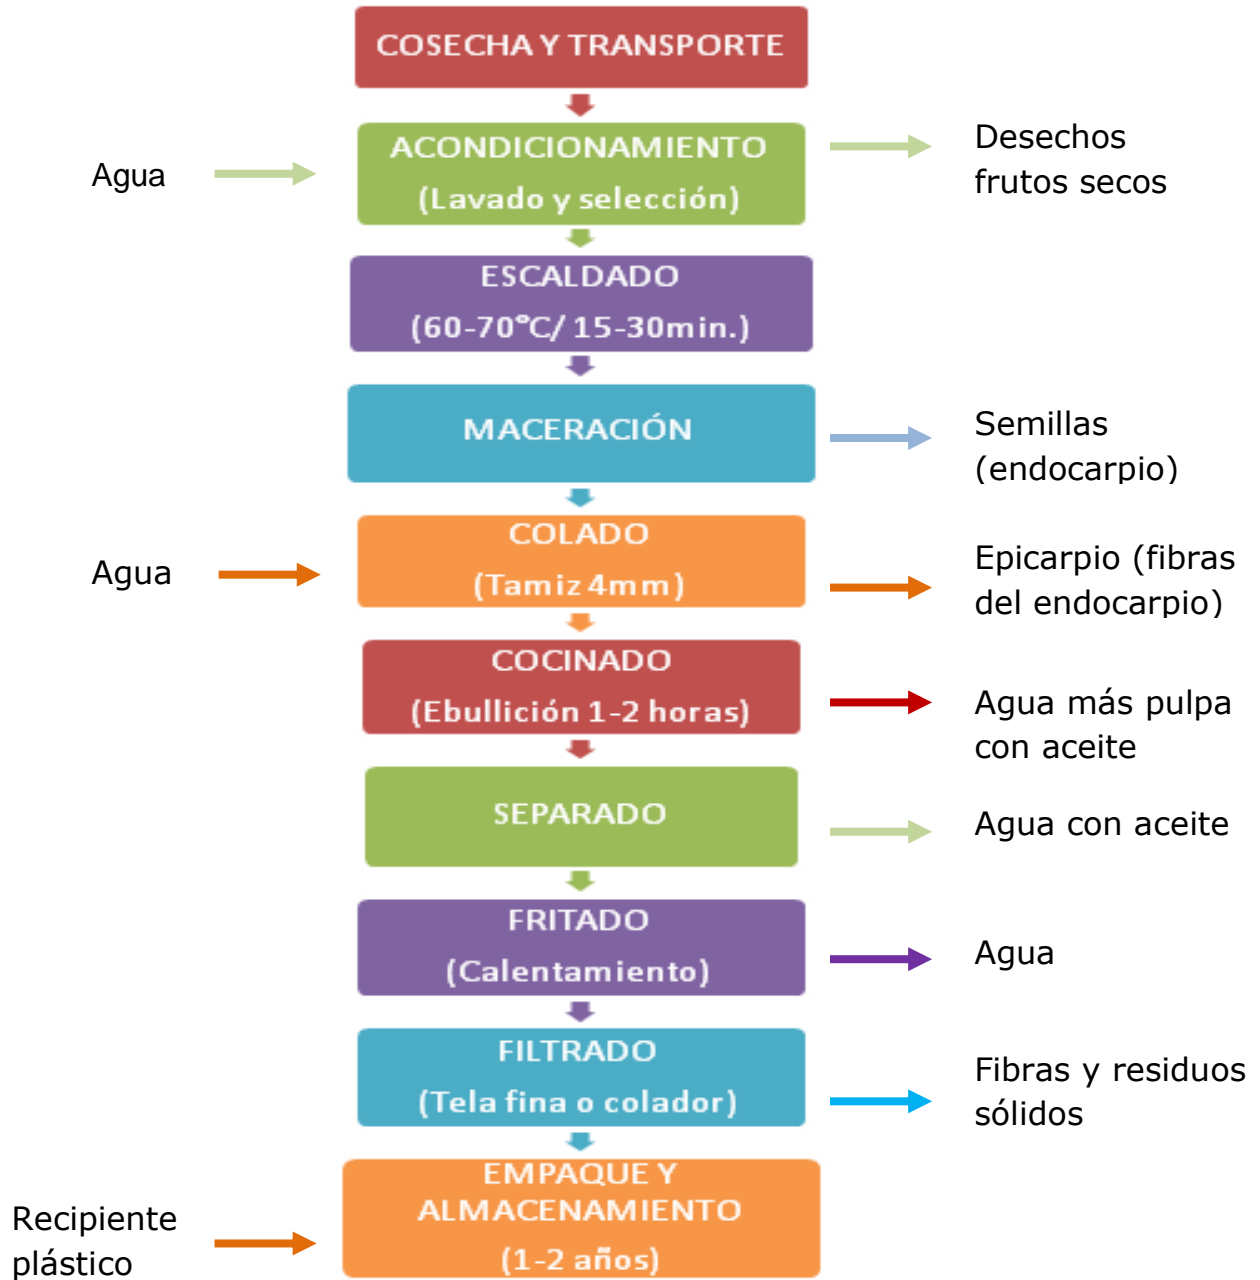 COSECHA Y TRANSPORTE
Agua
ACONDICIONAMIENTO
(Lavado y selección)
Desechos
frutos secos
ESCALDADO
(60-70°C/ 15-30min.)
MACERACIÓN
Semillas
(endocarpio)
Agua
COLADO
(Tamiz 4mm)
Epicarpio (fibras
del endocarpio)
COCINADO
(Ebullición 1-2 horas)
Agua más pulpa
con aceite
SEPARADO
Agua con aceite
FRITADO
(Calentamiento)
Agua
FILTRADO
(Tela fina o colador)
Fibras y residuos
sólidos
Recipiente
plástico
EMPAQUE Y
ALMACENAMIENTO
(1-2 años)